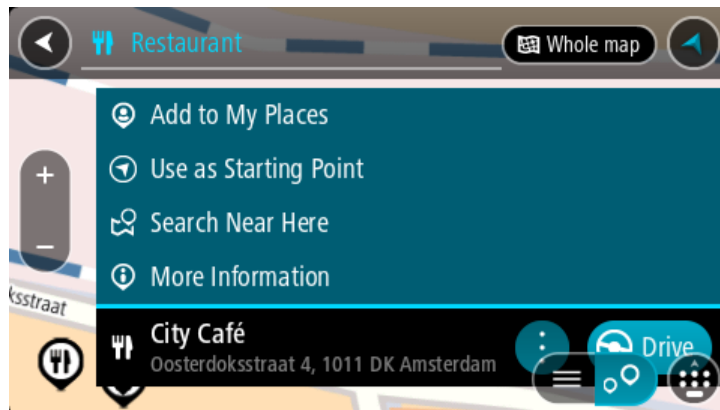 Restaurant
Whole map
Add to My Places
Use as Starting Point
Search Near Here
More Information
City Café
Oosterdoksstraat 4, 1011 DK Amsterdam
Drive
ksstraat